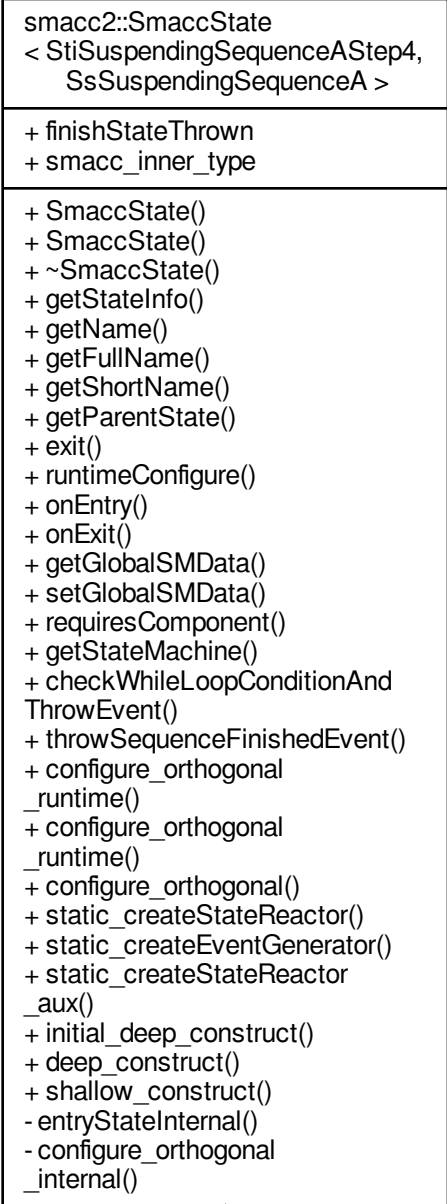 smacc2::SmaccState
< StiSuspendingSequenceAStep4,
SsSuspendingSequenceA >
+ finishStateThrown
+ smacc_inner_type
+ SmaccState()
+ SmaccState()
+ ~SmaccState()
+ getStateInfo()
+ getName()
+ getFullName()
+ getShortName()
+ getParentState()
+ exit()
+ runtimeConfigure()
+ onEntry()
+ onExit()
+ getGlobalSMData()
+ setGlobalSMData()
+ requiresComponent()
+ getStateMachine()
+ checkWhileLoopConditionAnd
ThrowEvent()
+ throwSequenceFinishedEvent()
+ configure_orthogonal
_runtime()
+ configure_orthogonal
_runtime()
+ configure_orthogonal()
+ static_createStateReactor()
+ static_createEventGenerator()
+ static_createStateReactor
_aux()
+ initial_deep_construct()
+ deep_construct()
+ shallow_construct()
- entryStateInternal()
- configure_orthogonal
_internal()